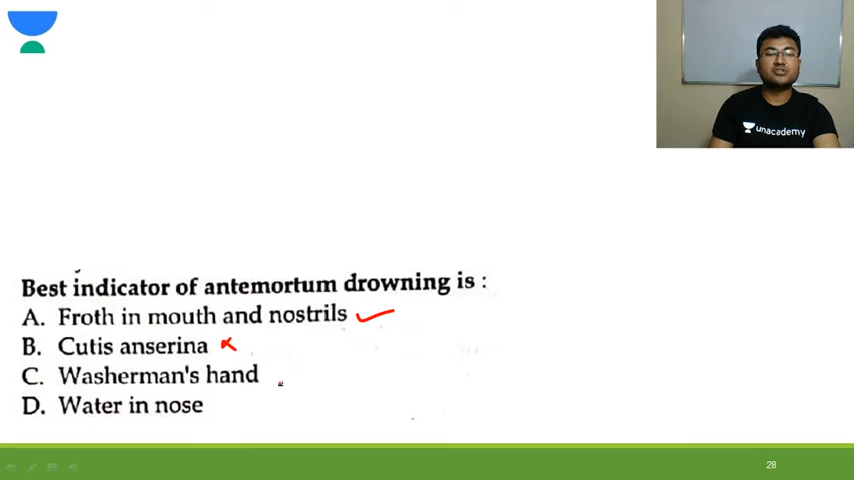 unacademy
Best indicator of antemortum drowning is :
A. Froth in mouth and nostrils
B. Cutis anserina
C. Washerman's hand
D. Water in nose
28